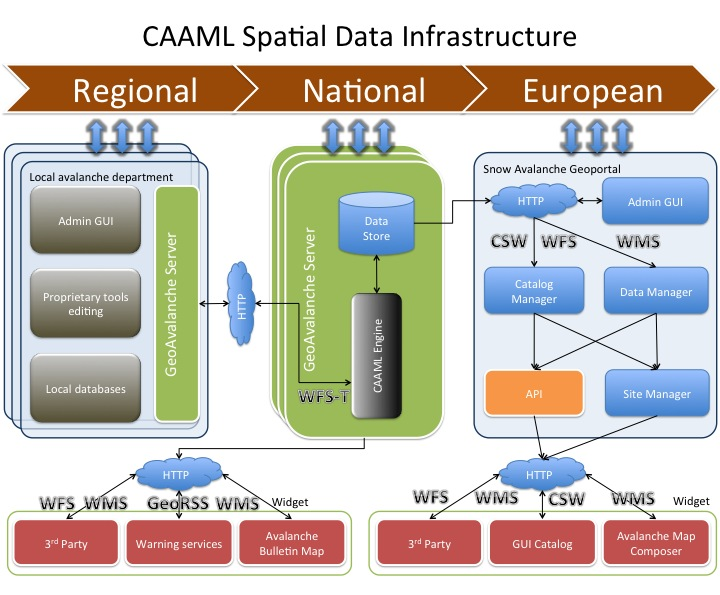 CAAML Spatial Data Infrastructure
Regional
National
European
Local avalanche department
Admin GUI
Proprietary tools
editing
Local databases
GeoAvalanche Server
HTTP
GeoAvalanche Server
Data
Store
CAAML Engine
WFS-T
Snow Avalanche Geoportal
HTTP
Admin GUI
CSW
WFS
WMS
Catalog
Manager
Data Manager
API
Site Manager
HTTP
WFS
WMS
GeoRSS
WMS
Widget
3rd Party
Warning services
Avalanche
Bulletin Map
HTTP
WFS
WMS
CSW
WMS
Widget
3rd Party
GUI Catalog
Avalanche Map
Composer